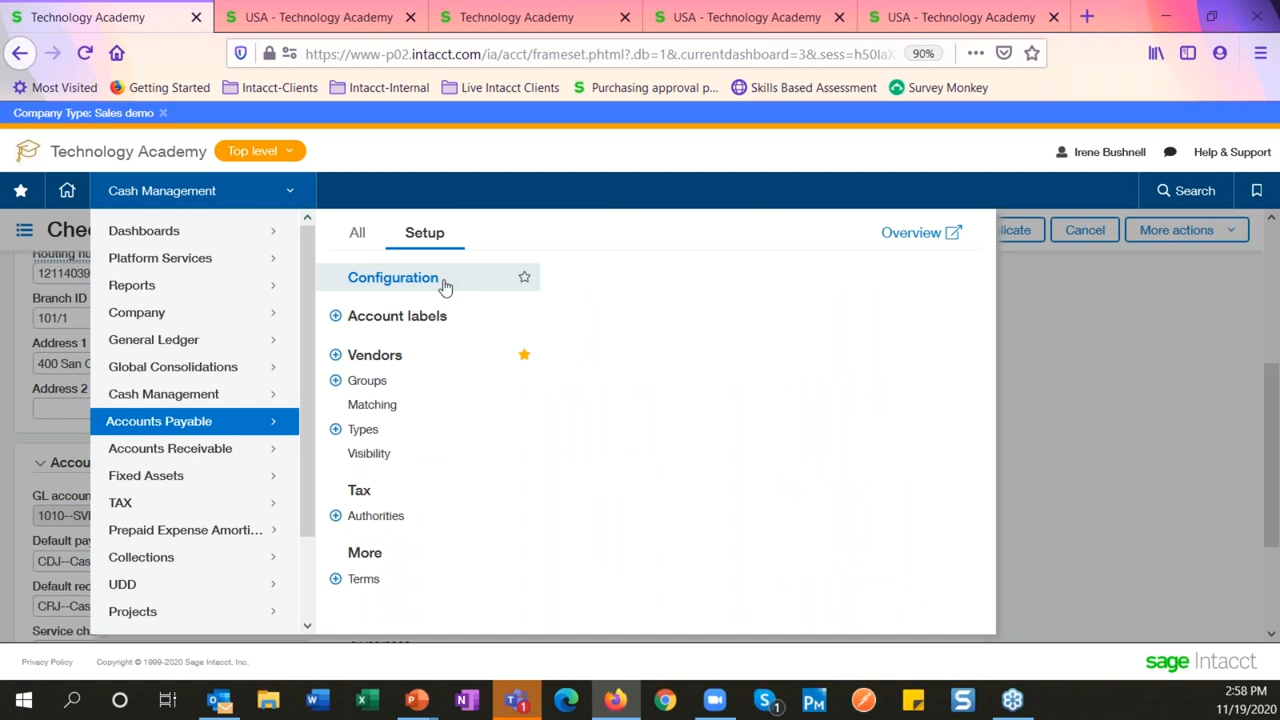 Technology Academy
USA - Technology Academy
Technology Academy
USA - Technology Academy
USA - Technology Academy
https://www-p02.intacct.com/ia/acct/frameset.phtml?.db=1&.currentdashboard=3&.sess=h50IaX
90%
Most Visited
Getting Started
Intacct-Clients
Intacct-Internal
Live Intacct Clients
Purchasing approval p...
Skills Based Assessment
Survey Monkey
Company Type: Sales demo
Technology Academy
Top level
Irene Bushnell
Help & Support
Cash Management
Search
Chec
licate
Cancel
More actions
Routing number
12114039
Branch ID
101/1
Address 1
400 San C
Address 2
Accou
GL accoun
1010--SV
Default pay
CDJ--Cas
Default rec
CRJ--Cas
Service ch
Dashboards
Platform Services
Reports
Company
General Ledger
Global Consolidations
Cash Management
Accounts Payable
Accounts Receivable
Fixed Assets
TAX
Prepaid Expense Amorti...
Collections
UDD
Projects
All
Setup
Overview
Configuration
Account labels
Vendors
Groups
Matching
Types
Visibility
Tax
Authorities
More
Terms
Privacy Policy
Copyright © 1999-2020 Sage Intacct, Inc.
sage Intacct
2:58 PM
11/19/2020